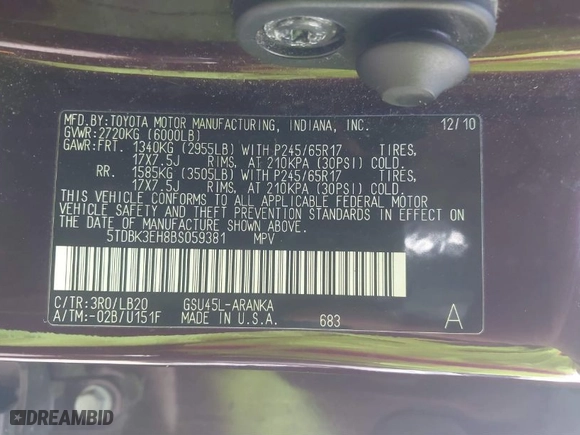 MFD.BY:TOYOTA MOTOR MANUFACTURING, INDIANA, INC. 12/10
GVWR:2720KG (6000LB)
GAWR:FRT. 1340KG (2955LB) WITH P245/65R17 TIRES,
17X7.5J RIMS, AT 210KPA (30PSI) COLD.
RR. 1585KG (3505LB) WITH P245/65R17 TIRES,
17X7.5J RIMS, AT 210KPA (30PSI) COLD.
THIS VEHICLE CONFORMS TO ALL APPLICABLE FEDERAL MOTOR
VEHICLE SAFETY AND THEFT PREVENTION STANDARDS IN EFFECT
ON THE DATE OF MANUFACTURE SHOWN ABOVE.
5TDBK3EH8BS059381 MPV
C/TR:3R0/LB20 GSU45L-ARANKA
A/TM:-02B/U151F MADE IN U.S.A. 683 A
DREAMBID